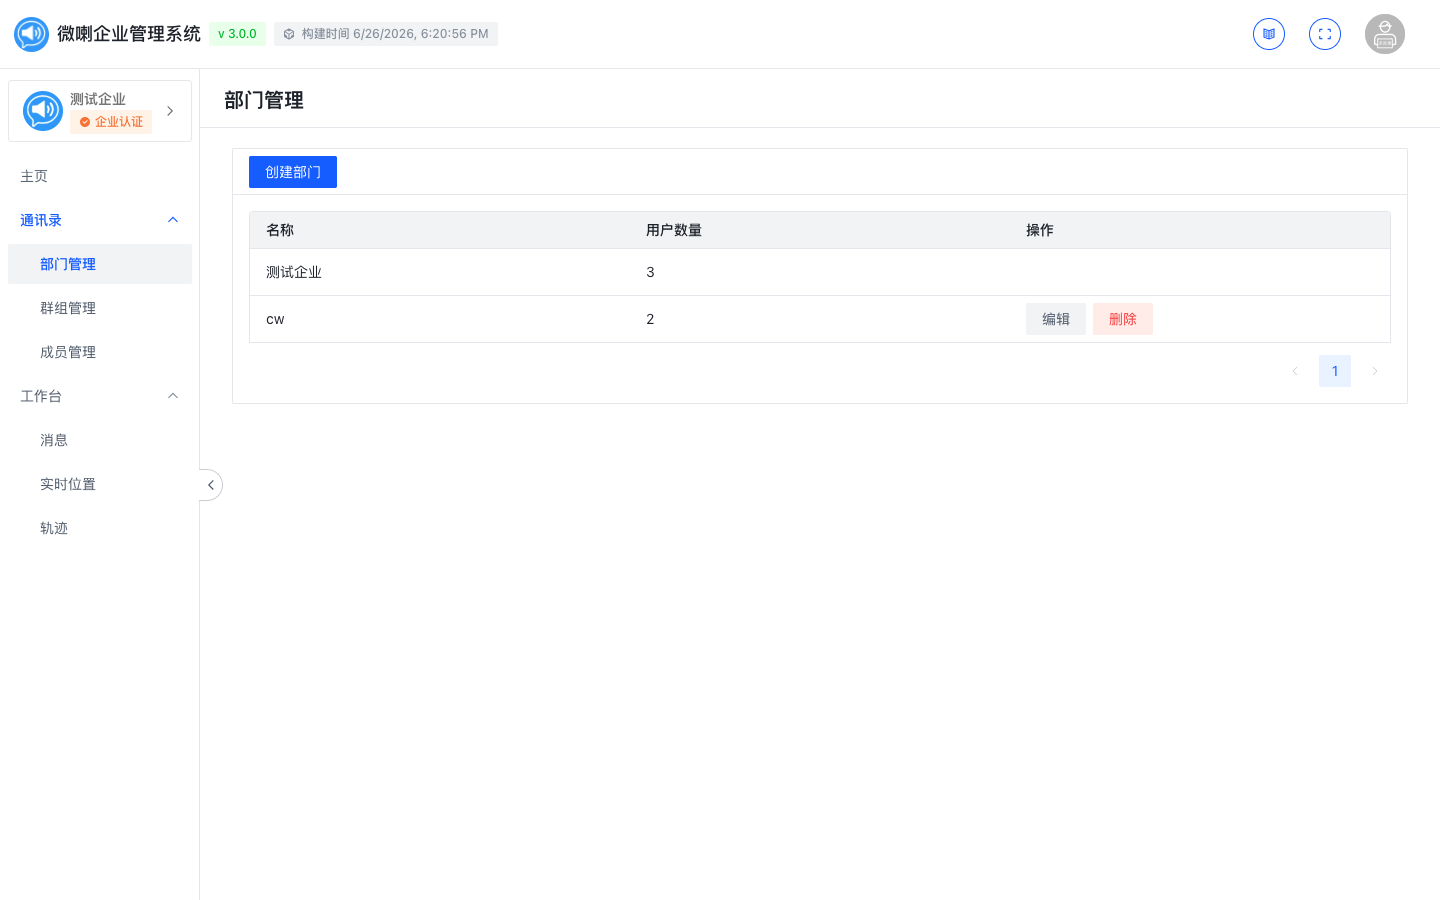 微喇企业管理系统 v 3.0.0 构建时间 6/26/2026, 6:20:56 PM
测试企业
企业认证
主页
通讯录
部门管理
群组管理
成员管理
工作台
消息
实时位置
轨迹
部门管理
创建部门
名称 用户数量 操作
测试企业 3
cw 2 编辑 删除
1